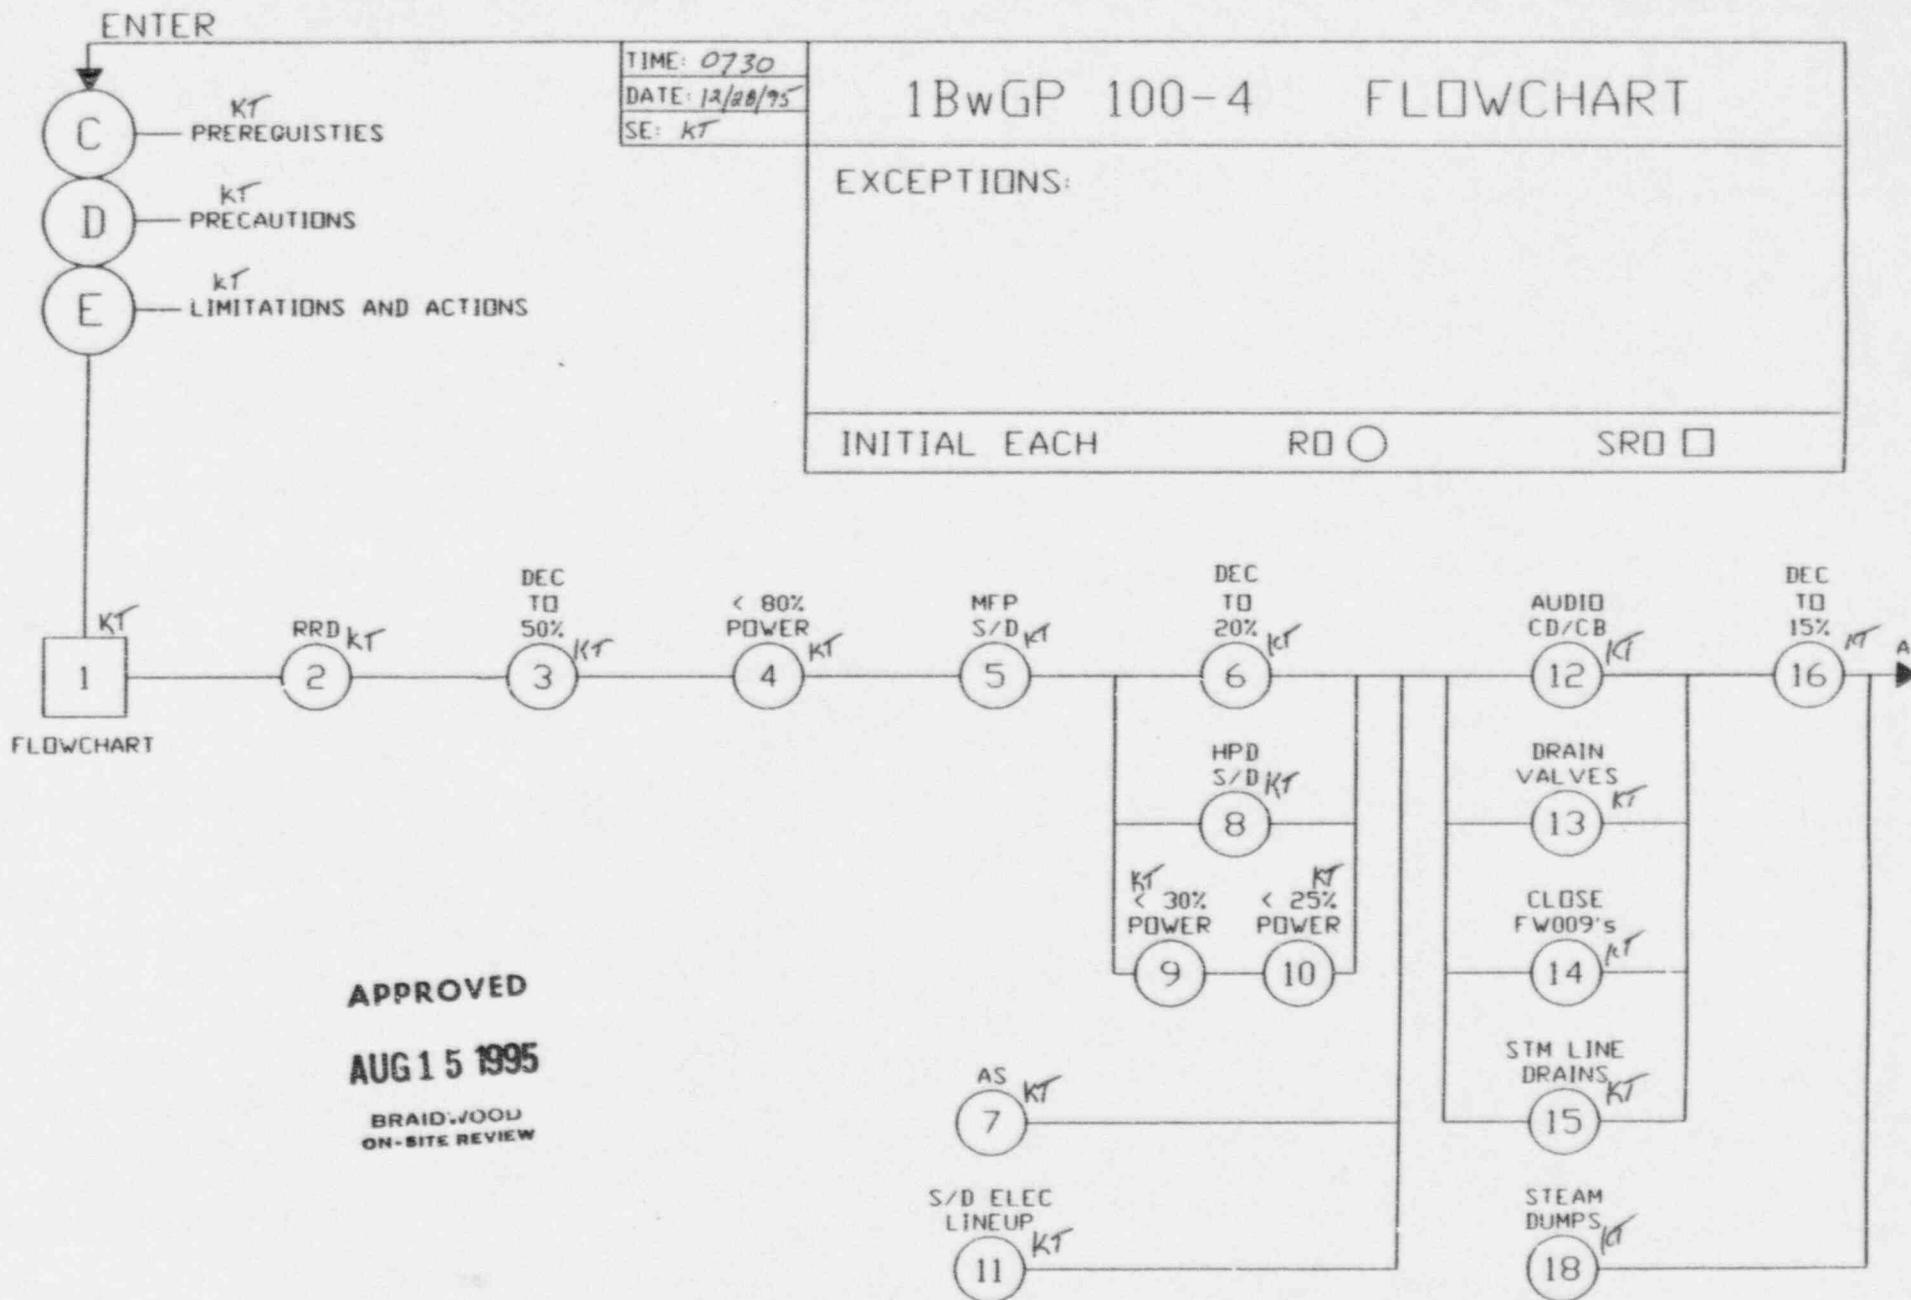 ENTER
TIME: 0730
DATE: 12/28/95
SE: KT
1BwGP 100-4 FLOWCHART
EXCEPTIONS:
INITIAL EACH RO SRO
C
KT
PREREQUISTIES
D
KT
PRECAUTIONS
E
KT
LIMITATIONS AND ACTIONS
KT
1
FLOWCHART
RRD KT
2
DEC
TO
50% KT
3
< 80%
POWER KT
4
MFP
S/D KT
5
DEC
TO
20% KT
6
HPD
S/D KT
8
KT
< 30%
POWER
9
KT
< 25%
POWER
10
AS KT
7
S/D ELEC
LINEUP KT
11
AUDIO
CD/CB KT
12
DRAIN
VALVES KT
13
CLOSE
FW009's KT
14
STM LINE
DRAINS KT
15
STEAM
DUMPS KT
18
DEC
TO
15% KT
16
A
APPROVED
AUG 15 1995
BRAIDWOOD
ON-SITE REVIEW